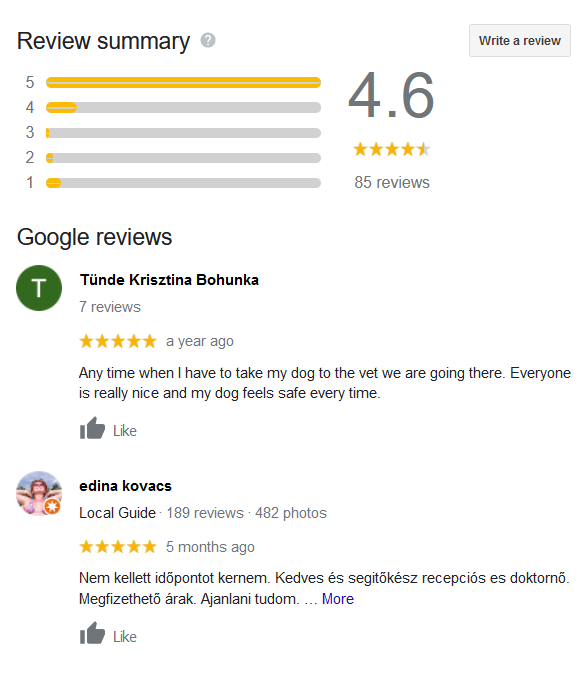 Review summary ?
Write a review
5
4
3
2
1
4.6
85 reviews
Google reviews
T
Tünde Krisztina Bohunka
7 reviews
a year ago
Any time when I have to take my dog to the vet we are going there. Everyone
is really nice and my dog feels safe every time.
Like
edina kovacs
Local Guide · 189 reviews · 482 photos
5 months ago
Nem kellett időpontot kernem. Kedves és segitőkész recepciós es doktornő.
Megfizethető árak. Ajanlani tudom. … More
Like